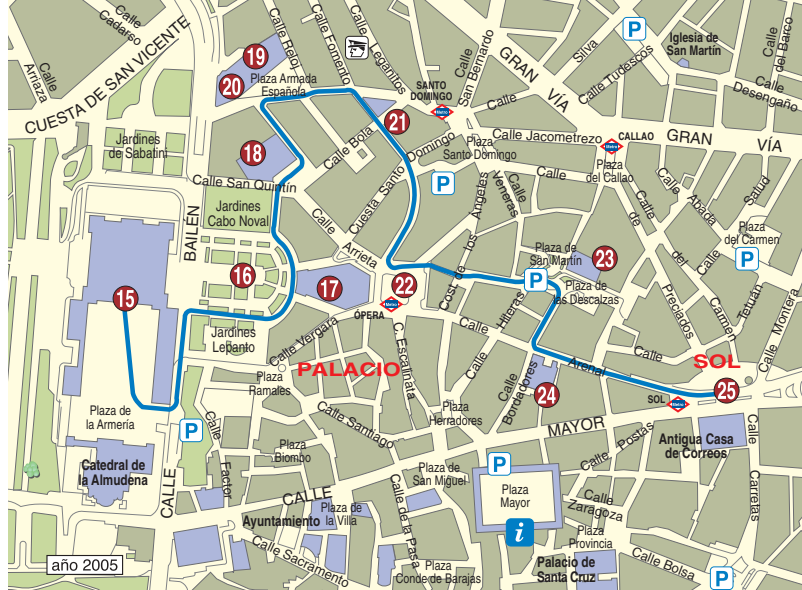 Calle
Cadarso
Calle
Arriaza
CUESTA DE SAN VICENTE
19
20
Calle Reloj
Calle Fomento
Calle
Leganitos
Plaza Armada
Española
SANTO
DOMINGO
Metro
Calle
San Bernardo
GRAN VÍA
Silva
P
Iglesia de
San Martín
Calle
del Barco
Calle Tudescos
Calle
Desengaño
Calle
Calle Jacometrezo
Metro
CALLAO
GRAN VÍA
Plaza
del Callao
Jardines
de Sabatini
18
Calle Bola
21
Cuesta Santo Domingo
Plaza
Santo Domingo
P
Calle San Quintín
Jardines
Cabo Noval
BAILÉN
Calle
Arrieta
Cost. de los Angeles
Calle
Veneras
Calle
Abada
Salud
Plaza
del Carmen
P
Calle
de
Preciados
Calle
del
Carmen
Tetuán
Calle Montera
15
16
17
22
Metro
ÓPERA
Plaza de
San Martín
23
P
Plaza de
las Descalzas
Jardines
Lepanto
Calle Vergara
C. Escalinata
Calle
Hileras
Calle
PALACIO
Plaza
Ramales
Calle
Bordadores
Arenal
24
SOL
SOL
Metro
25
Plaza de
la Armería
P
Calle Santiago
Plaza
Herradores
MAYOR
Calle Postas
Antigua Casa
de Correos
Calle
Carretas
Catedral de
la Almudena
CALLE
Calle
Factor
Plaza
Biombo
Plaza de
San Miguel
P
Plaza
Mayor
i
CALLE
Calle
Zaragoza
Ayuntamiento
Plaza de
la Villa
Calle de la Pasa
Plaza
Provincia
Calle Sacramento
Plaza
Conde de Barajas
Palacio de
Santa Cruz
Calle Bolsa
P
año 2005